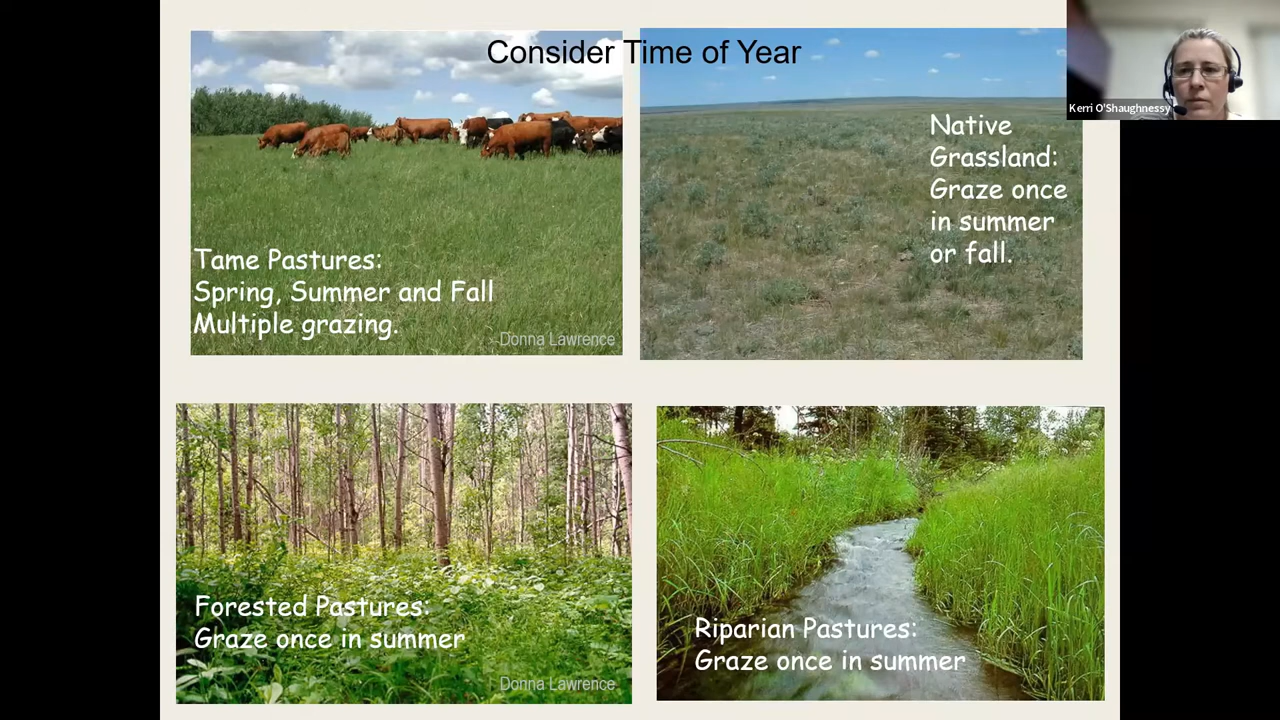 Consider Time of Year
Kerri O'Shaughnessy
Tame Pastures:
Spring, Summer and Fall
Multiple grazing.
Donna Lawrence
Native
Grassland:
Graze once
in summer
or fall.
Forested Pastures:
Graze once in summer
Donna Lawrence
Riparian Pastures:
Graze once in summer